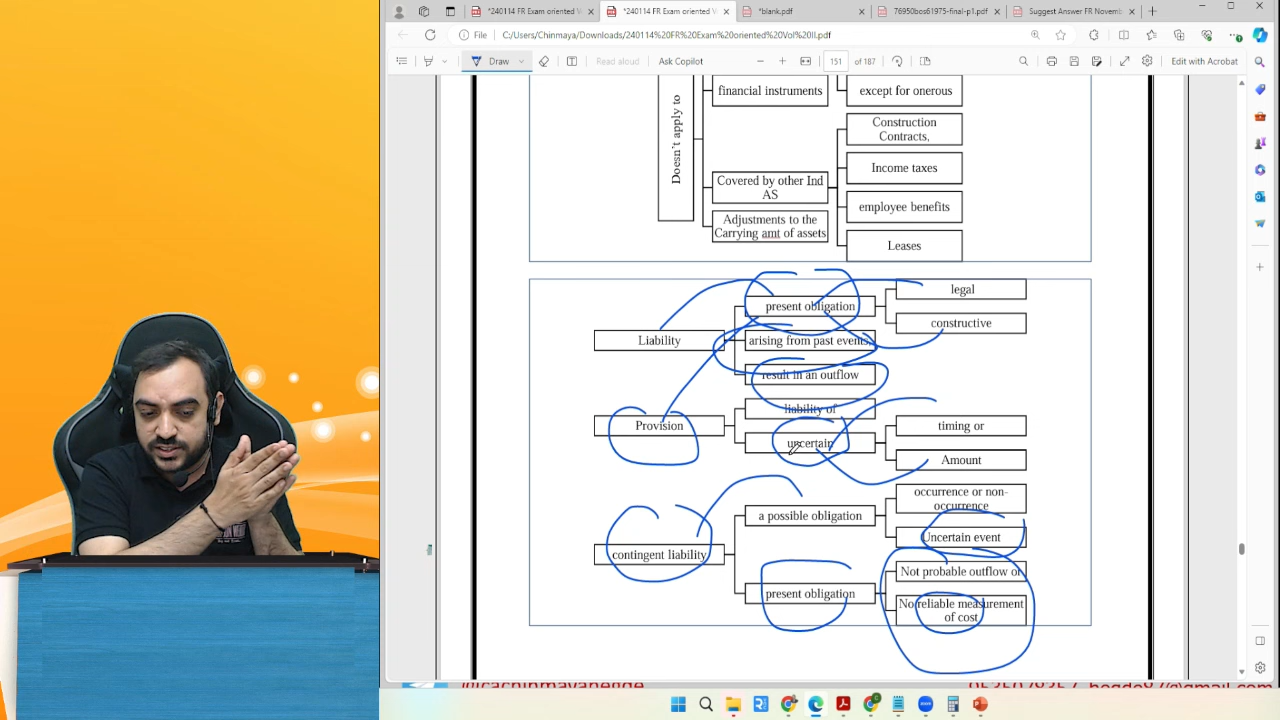 *240114 FR Exam oriented V
*240114 FR Exam oriented V
*blank.pdf
76950bos61975-final-p1.pdf
Suggest Answer FR Novemb
File
C:/Users/Chinmaya/Downloads/240114%20FR%20Exam%20oriented%20Vol%20II.pdf
Draw
Read aloud
Ask Copilot
151
of 187
Edit with Acrobat
Doesn't apply to
financial instruments
except for onerous
Construction
Contracts,
Income taxes
Covered by other Ind
AS
employee benefits
Adjustments to the
Carrying amt of assets
Leases
Liability
present obligation
legal
constructive
arising from past events,
result in an outflow
Provision
liability of
uncertain
timing or
Amount
contingent liability
a possible obligation
occurrence or non-
occurrence
Uncertain event
present obligation
Not probable outflow or
No reliable measurement
of cost